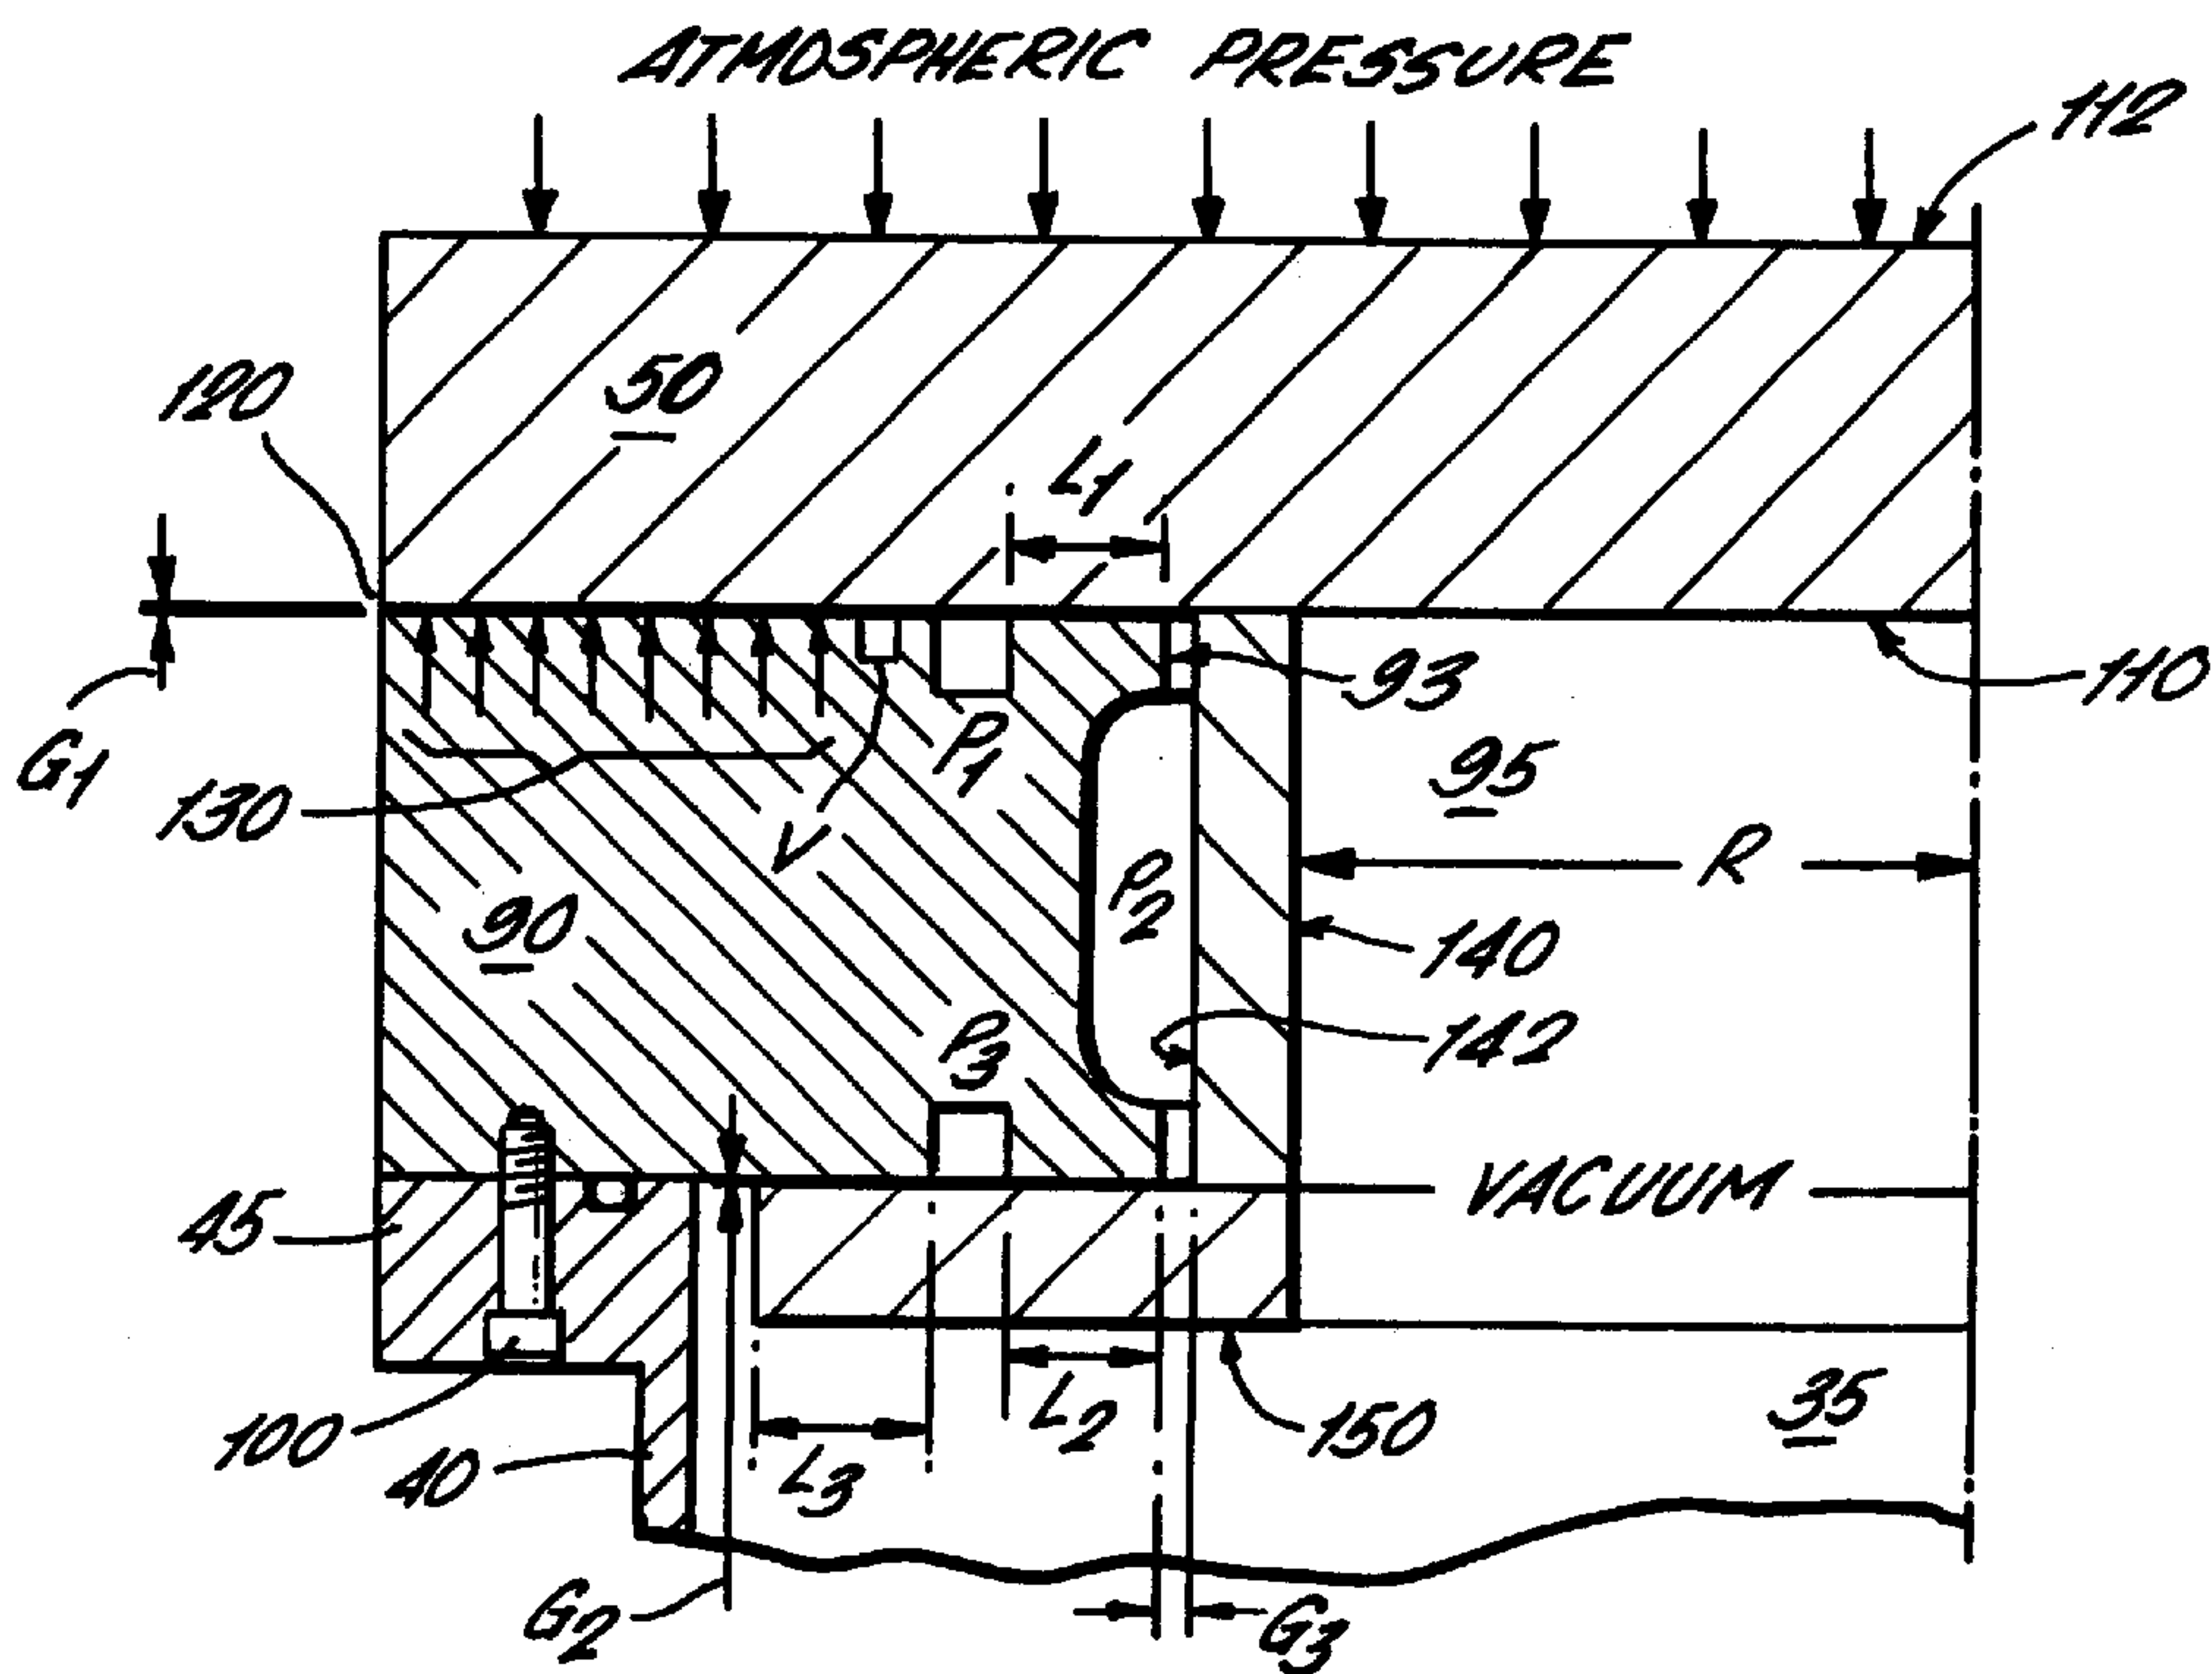 ATMOSPHERIC PRESSURE
112
50
120
L1
93
110
G1
130
P1
95
V
P2
R
90
140
142
P3
45
VACUUM
100
40
L3
L2
150
35
G2
G3